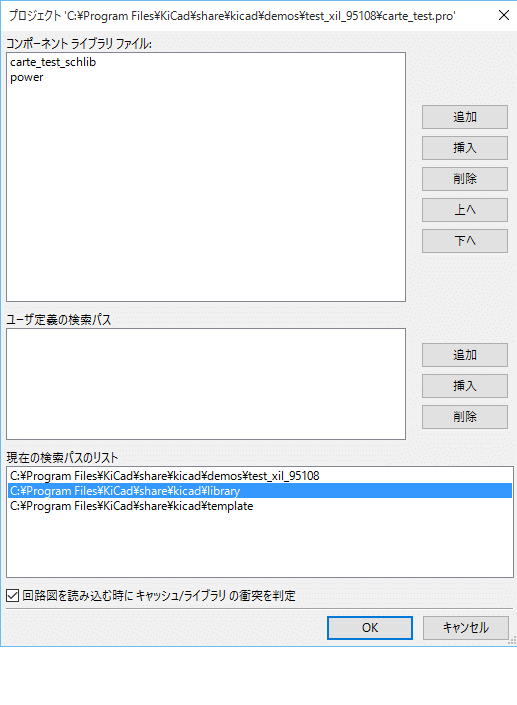 プロジェクト 'C:¥Program Files¥KiCad¥share¥kicad¥demos¥test_xil_95108¥carte_test.pro'
コンポーネント ライブラリ ファイル:
carte_test_schlib
power
追加
挿入
削除
上へ
下へ
ユーザ定義の検索パス
追加
挿入
削除
現在の検索パスのリスト
C:¥Program Files¥KiCad¥share¥kicad¥demos¥test_xil_95108
C:¥Program Files¥KiCad¥share¥kicad¥library
C:¥Program Files¥KiCad¥share¥kicad¥template
回路図を読み込む時に キャッシュ/ライブラリ の衝突を判定
OK
キャンセル